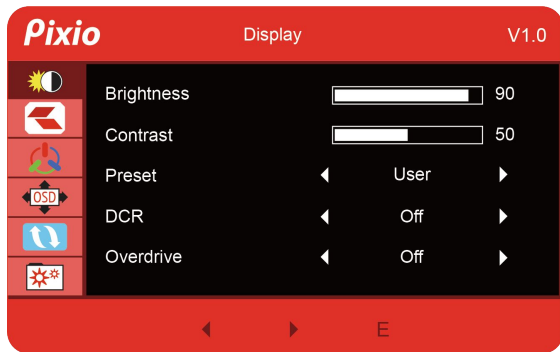 Pixio Display V1.0
Brightness 90
Contrast 50
Preset User
DCR Off
OSD
Overdrive Off
E